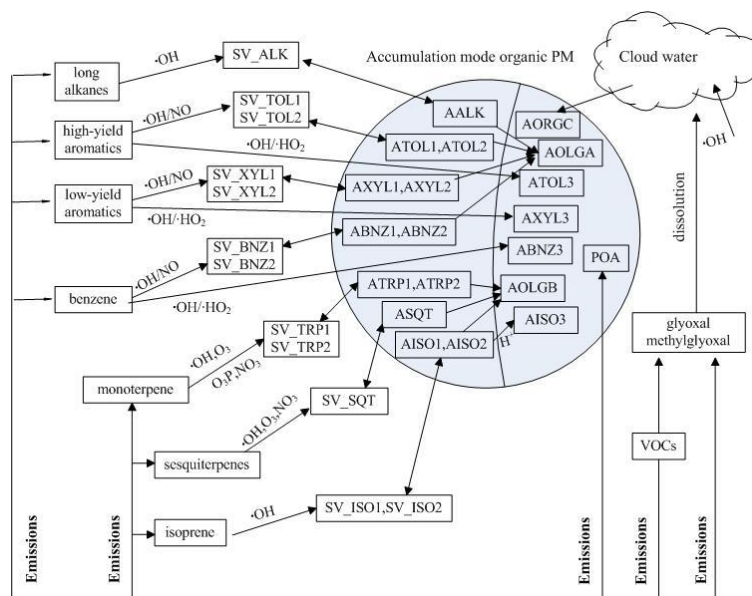 Accumulation mode organic PM
Cloud water
long
alkanes
·OH
SV_ALK
AALK
AORGC
·OH
high-yield
aromatics
·OH/NO
SV_TOL1
SV_TOL2
·OH/·HO2
ATOL1,ATOL2
AOLGA
ATOL3
low-yield
aromatics
·OH/NO
SV_XYL1
SV_XYL2
·OH/·HO2
AXYL1,AXYL2
AXYL3
dissolution
benzene
·OH/NO
SV_BNZ1
SV_BNZ2
·OH/·HO2
ABNZ1,ABNZ2
ABNZ3
POA
ATRP1,ATRP2
AOLGB
ASQT
AISO1,AISO2
H+
AISO3
glyoxal
methylglyoxal
monoterpene
·OH,O3
O3P,NO3
SV_TRP1
SV_TRP2
sesquiterpenes
·OH,O3,NO3
SV_SQT
VOCs
isoprene
·OH
SV_ISO1,SV_ISO2
Emissions
Emissions
Emissions
Emissions
Emissions